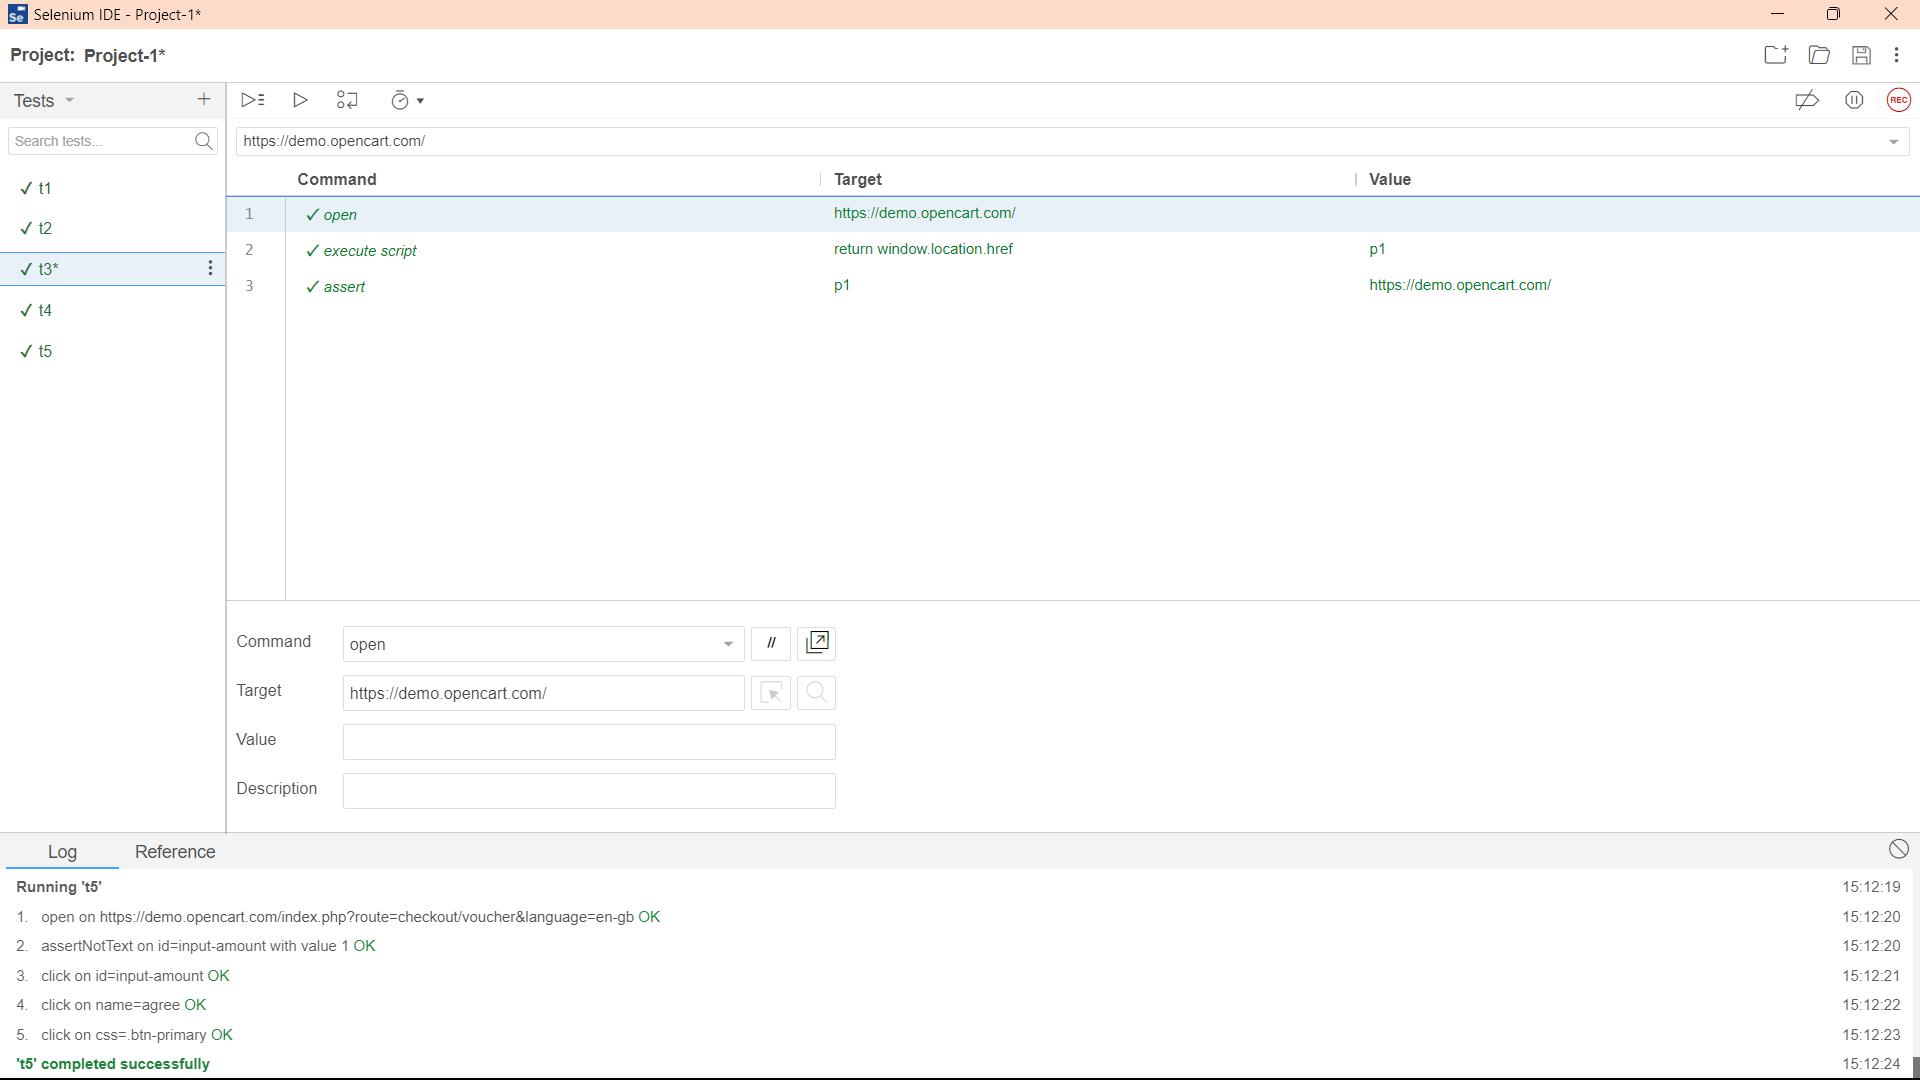 Se Selenium IDE - Project-1*
Project: Project-1*
Tests
Search tests...
t1
t2
t3*
t4
t5
REC
https://demo.opencart.com/
Command Target Value
1 open https://demo.opencart.com/
2 execute script return window.location.href p1
3 assert p1 https://demo.opencart.com/
Command open //
Target https://demo.opencart.com/
Value
Description
Log Reference
Running 't5' 15:12:19
1. open on https://demo.opencart.com/index.php?route=checkout/voucher&language=en-gb OK 15:12:20
2. assertNotText on id=input-amount with value 1 OK 15:12:20
3. click on id=input-amount OK 15:12:21
4. click on name=agree OK 15:12:22
5. click on css=.btn-primary OK 15:12:23
't5' completed successfully 15:12:24